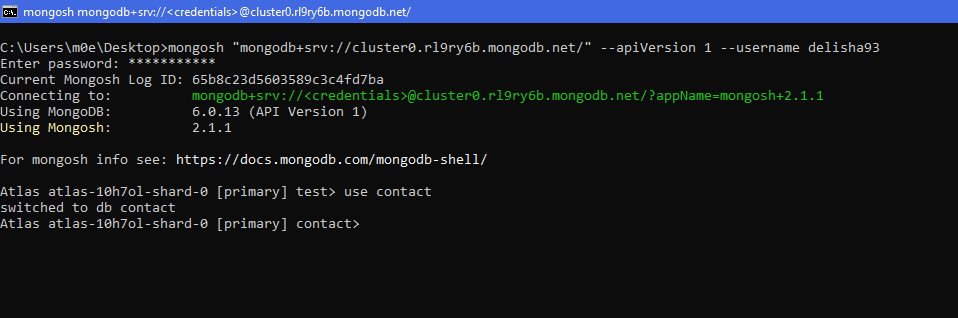 mongosh mongodb+srv://<credentials>@cluster0.rl9ry6b.mongodb.net/
C:\Users\m0e\Desktop>mongosh "mongodb+srv://cluster0.rl9ry6b.mongodb.net/" --apiVersion 1 --username delisha93
Enter password: ***********
Current Mongosh Log ID: 65b8c23d5603589c3c4fd7ba
Connecting to: mongodb+srv://<credentials>@cluster0.rl9ry6b.mongodb.net/?appName=mongosh+2.1.1
Using MongoDB: 6.0.13 (API Version 1)
Using Mongosh: 2.1.1
For mongosh info see: https://docs.mongodb.com/mongodb-shell/
Atlas atlas-10h7ol-shard-0 [primary] test> use contact
switched to db contact
Atlas atlas-10h7ol-shard-0 [primary] contact>